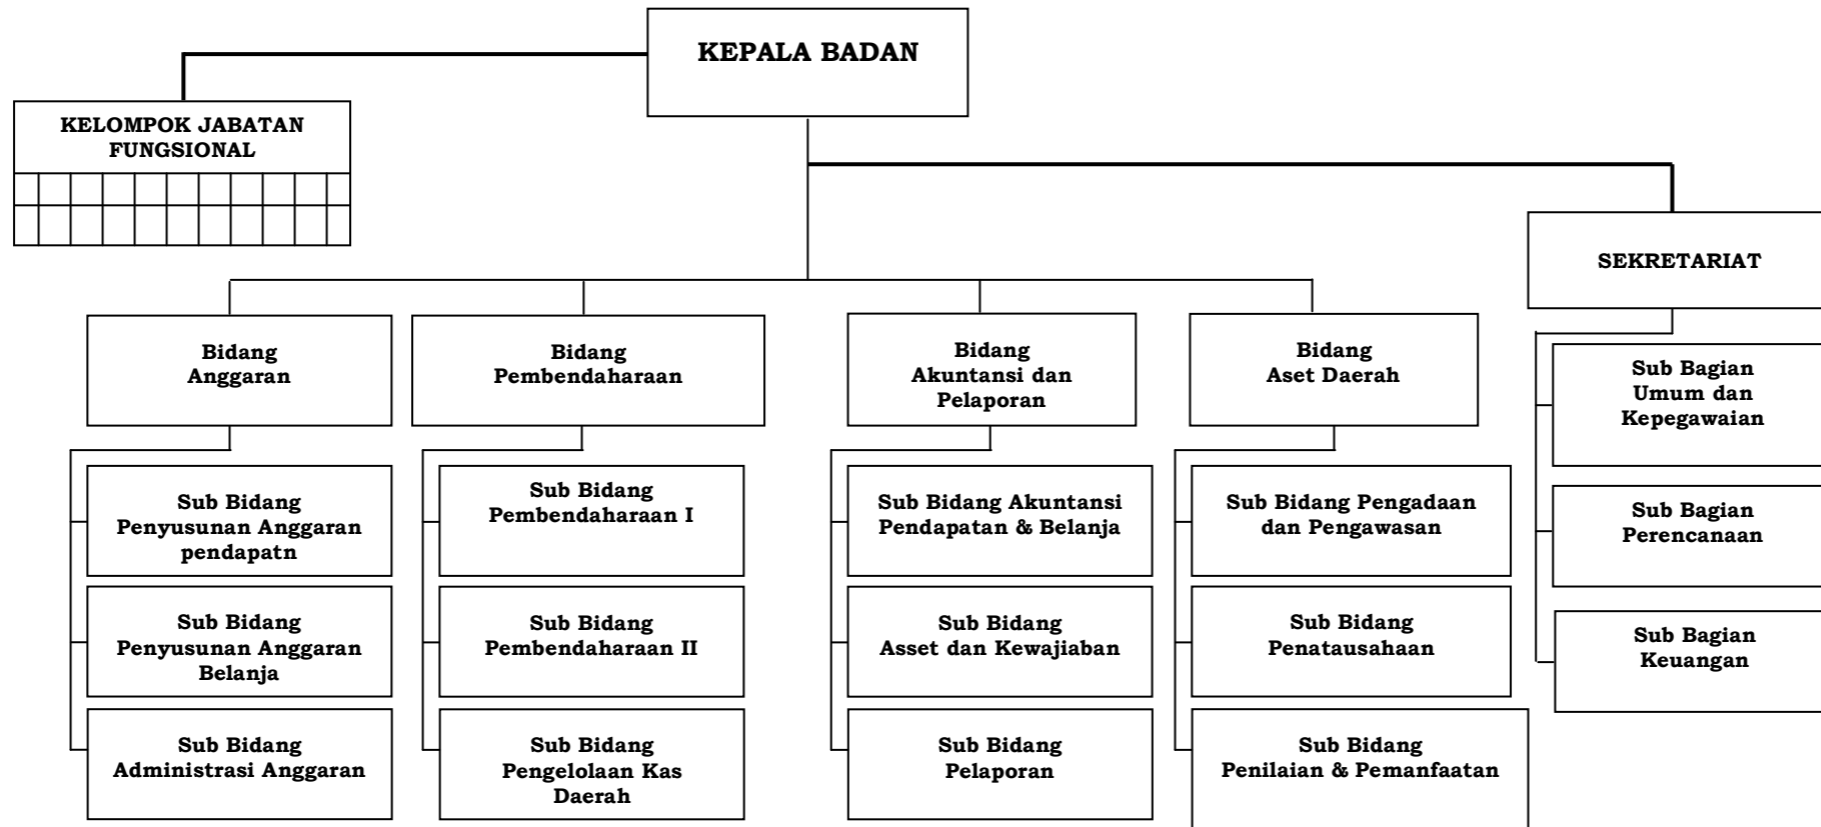 KEPALA BADAN
KELOMPOK JABATAN
FUNGSIONAL
SEKRETARIAT
Bidang
Anggaran
Bidang
Pembendaharaan
Bidang
Akuntansi dan
Pelaporan
Bidang
Aset Daerah
Sub Bagian
Umum dan
Kepegawaian
Sub Bidang
Penyusunan Anggaran
pendapatn
Sub Bidang
Pembendaharaan I
Sub Bidang Akuntansi
Pendapatan & Belanja
Sub Bidang Pengadaan
dan Pengawasan
Sub Bagian
Perencanaan
Sub Bidang
Penyusunan Anggaran
Belanja
Sub Bidang
Pembendaharaan II
Sub Bidang
Asset dan Kewajiaban
Sub Bidang
Penatausahaan
Sub Bagian
Keuangan
Sub Bidang
Administrasi Anggaran
Sub Bidang
Pengelolaan Kas
Daerah
Sub Bidang
Pelaporan
Sub Bidang
Penilaian & Pemanfaatan